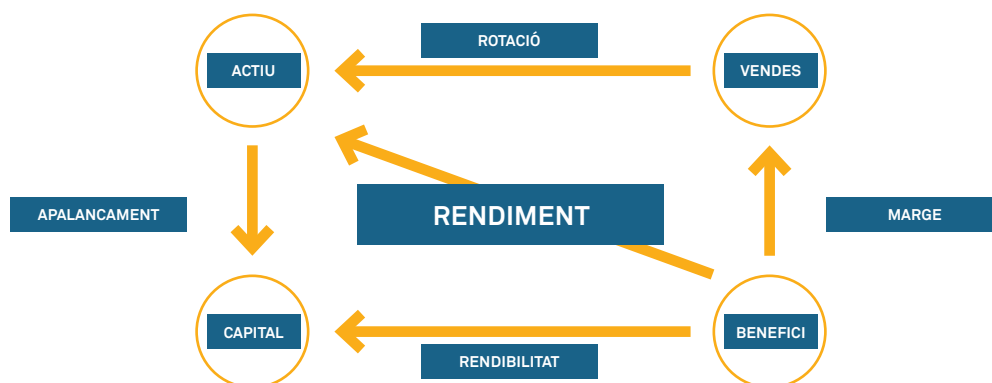 ROTACIÓ
ACTIU
VENDES
RENDIMENT
APALANCAMENT
MARGE
CAPITAL
BENEFICI
RENDIBILITAT